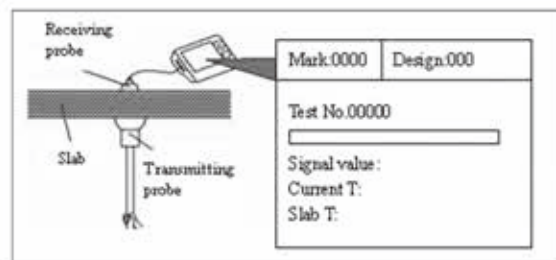 Receiving
probe
Slab
Transmitting
probe
Mark:0000 Design:000
Test No.00000
Signal value:
Current T:
Slab T: